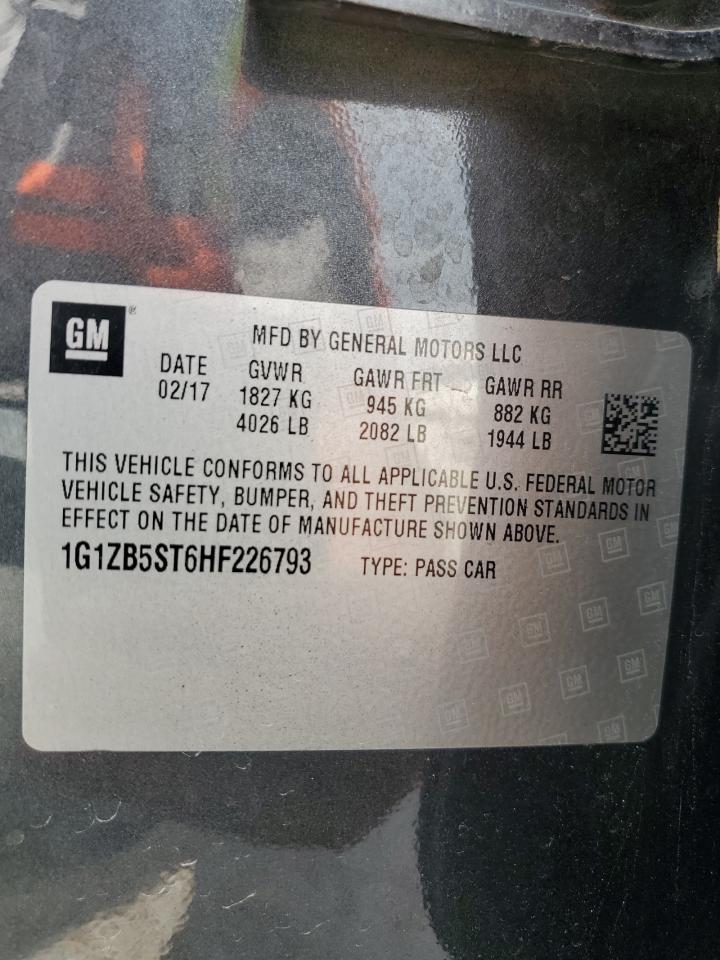 GM®
MFD BY GENERAL MOTORS LLC
DATE GVWR GAWR FRT GAWR RR
02/17 1827 KG 945 KG 882 KG
4026 LB 2082 LB 1944 LB
THIS VEHICLE CONFORMS TO ALL APPLICABLE U.S. FEDERAL MOTOR
VEHICLE SAFETY, BUMPER, AND THEFT PREVENTION STANDARDS IN
EFFECT ON THE DATE OF MANUFACTURE SHOWN ABOVE.
1G1ZB5ST6HF226793 TYPE: PASS CAR